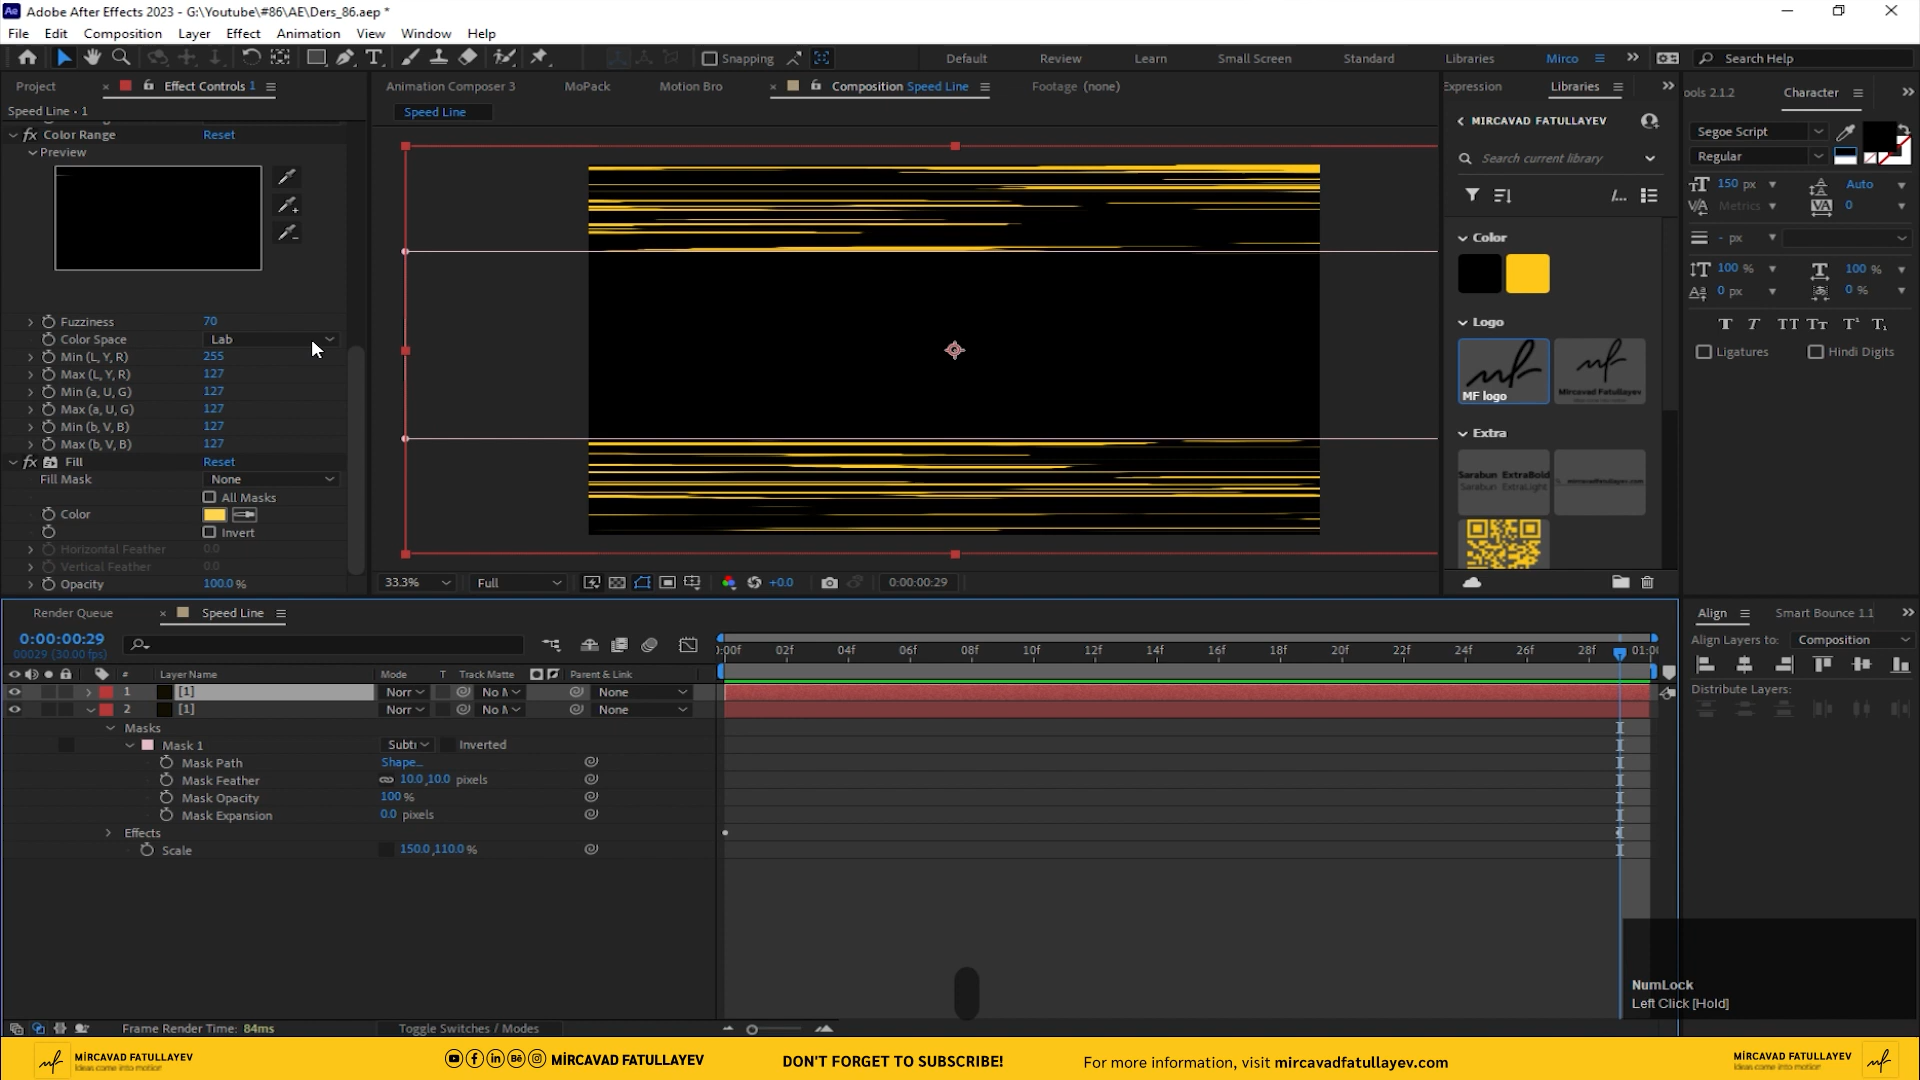 Adobe After Effects 2023 - G:\Youtube\#86\AE\Ders_86.aep *
File Edit Composition Layer Effect Animation View Window Help
Snapping Default Review Learn Small Screen Standard Libraries Mirco Search Help
Project Effect Controls 1
Speed Line · 1
Color Range Reset
Preview
Fuzziness 70
Color Space Lab
Min (L, Y, R) 255
Max (L, Y, R) 127
Min (a, U, G) 127
Max (a, U, G) 127
Min (b, V, B) 127
Max (b, V, B) 127
Fill Reset
Fill Mask None
All Masks
Color
Invert
Horizontal Feather 0.0
Vertical Feather 0.0
Opacity 100.0 %
Animation Composer 3 MoPack Motion Bro Composition Speed Line Footage (none)
Speed Line
33.3% Full +0.0 0:00:00:29
Expression Libraries
MIRCAVAD FATULLAYEV
Search current library
Color
Logo
MF logo
Mircavad Fatullayev
Extra
Sarabun ExtraBold
Sarabun ExtraLight
mircavadfatullayev.com
ools 2.1.2 Character
Segoe Script
Regular
150 px Auto
Metrics 0
- px
100 % 100 %
0 px 0 %
Ligatures Hindi Digits
Render Queue Speed Line
0:00:00:29
00029 (30.00 fps)
Layer Name Mode T Track Matte Parent & Link
1 [1] Norr No M None
2 [1] Norr No M None
Masks
Mask 1 Subtr Inverted
Mask Path Shape...
Mask Feather 10.0,10.0 pixels
Mask Opacity 100 %
Mask Expansion 0.0 pixels
Effects
Scale 150.0,110.0 %
Frame Render Time: 84ms Toggle Switches / Modes
):00f 02f 04f 06f 08f 10f 12f 14f 16f 18f 20f 22f 24f 26f 28f 01:0(
Align Smart Bounce 1.1
Align Layers to: Composition
Distribute Layers:
NumLock
Left Click [Hold]
MİRCAVAD FATULLAYEV
Ideas come into motion
MİRCAVAD FATULLAYEV
DON'T FORGET TO SUBSCRIBE!
For more information, visit mircavadfatullayev.com
MİRCAVAD FATULLAYEV
Ideas come into motion